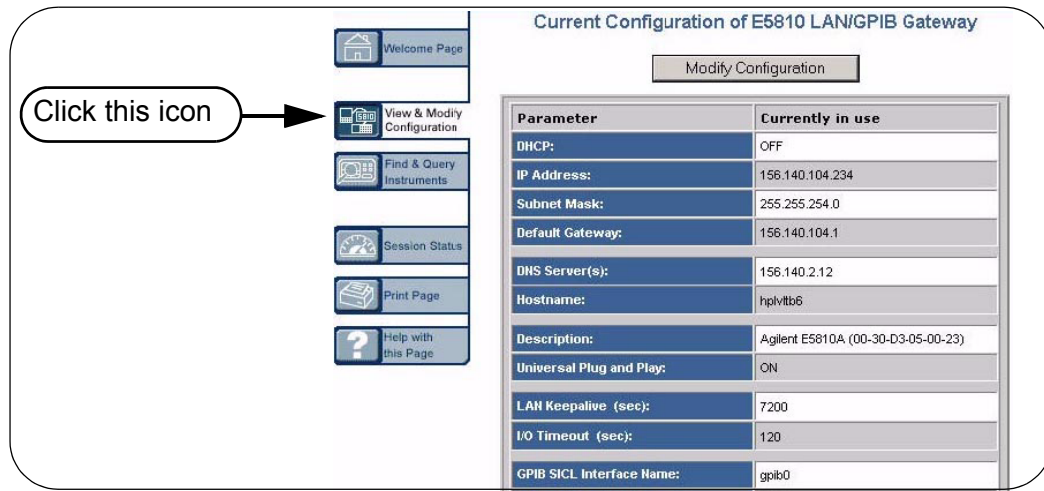 Current Configuration of E5810 LAN/GPIB Gateway
Welcome Page
Modify Configuration
Click this icon
5810
View & Modify
Configuration
Find & Query
Instruments
Session Status
Print Page
?
Help with
this Page
Parameter Currently in use
DHCP: OFF
IP Address: 156.140.104.234
Subnet Mask: 255.255.254.0
Default Gateway: 156.140.104.1
DNS Server(s): 156.140.2.12
Hostname: hplvltb6
Description: Agilent E5810A (00-30-D3-05-00-23)
Universal Plug and Play: ON
LAN Keepalive (sec): 7200
I/O Timeout (sec): 120
GPIB SICL Interface Name: gpib0